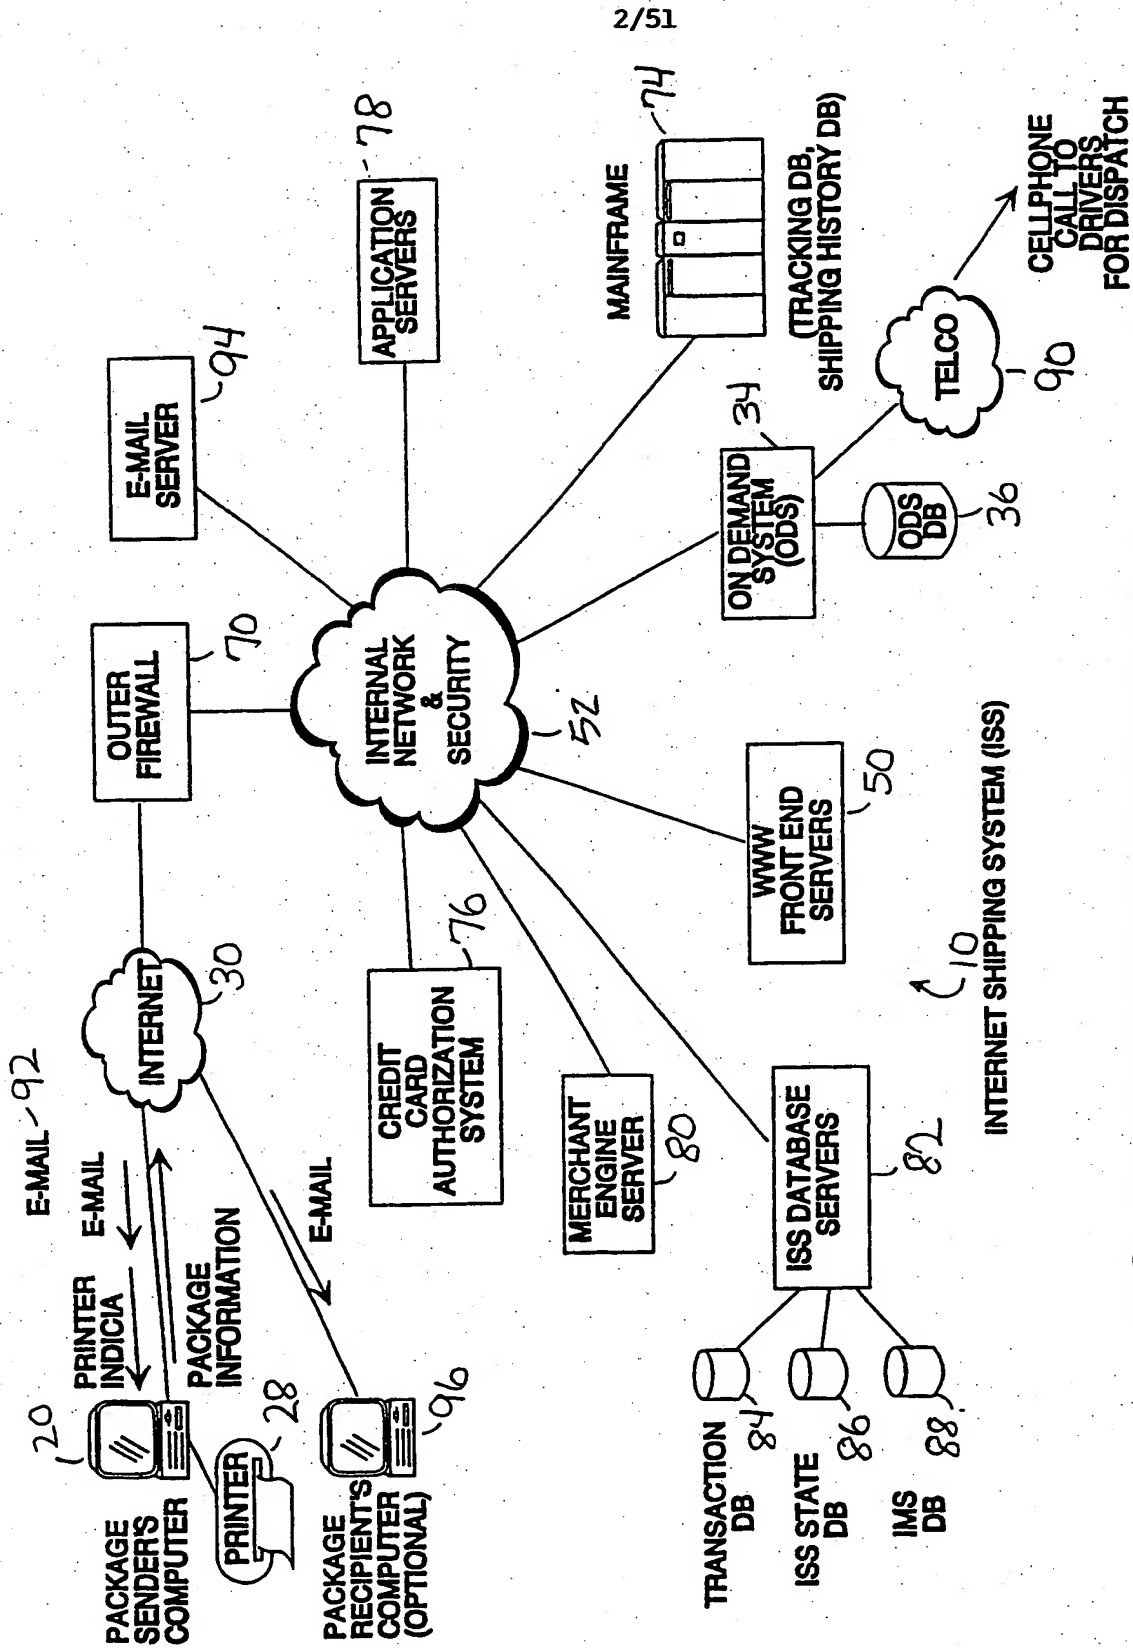 2/51
E-MAIL 92
E-MAIL
PRINTER
INDICIA
PACKAGE
INFORMATION
20
PACKAGE
SENDER'S
COMPUTER
PRINTER
28
E-MAIL
PACKAGE
RECIPIENT'S
COMPUTER
(OPTIONAL)
96
INTERNET
30
OUTER
FIREWALL
70
E-MAIL
SERVER
94
APPLICATION
SERVERS
78
INTERNAL
NETWORK
&
SECURITY
52
CREDIT
CARD
AUTHORIZATION
SYSTEM
76
MERCHANT
ENGINE
SERVER
80
MAINFRAME
74
(TRACKING DB,
SHIPPING HISTORY DB)
ON DEMAND
SYSTEM
(ODS)
34
ODS
DB
36
TELCO
90
CELLPHONE
CALL TO
DRIVERS
FOR DISPATCH
WWW
FRONT END
SERVERS
50
ISS DATABASE
SERVERS
82
TRANSACTION
DB
84
ISS STATE
DB
86
IMS
DB
88
10
INTERNET SHIPPING SYSTEM (ISS)